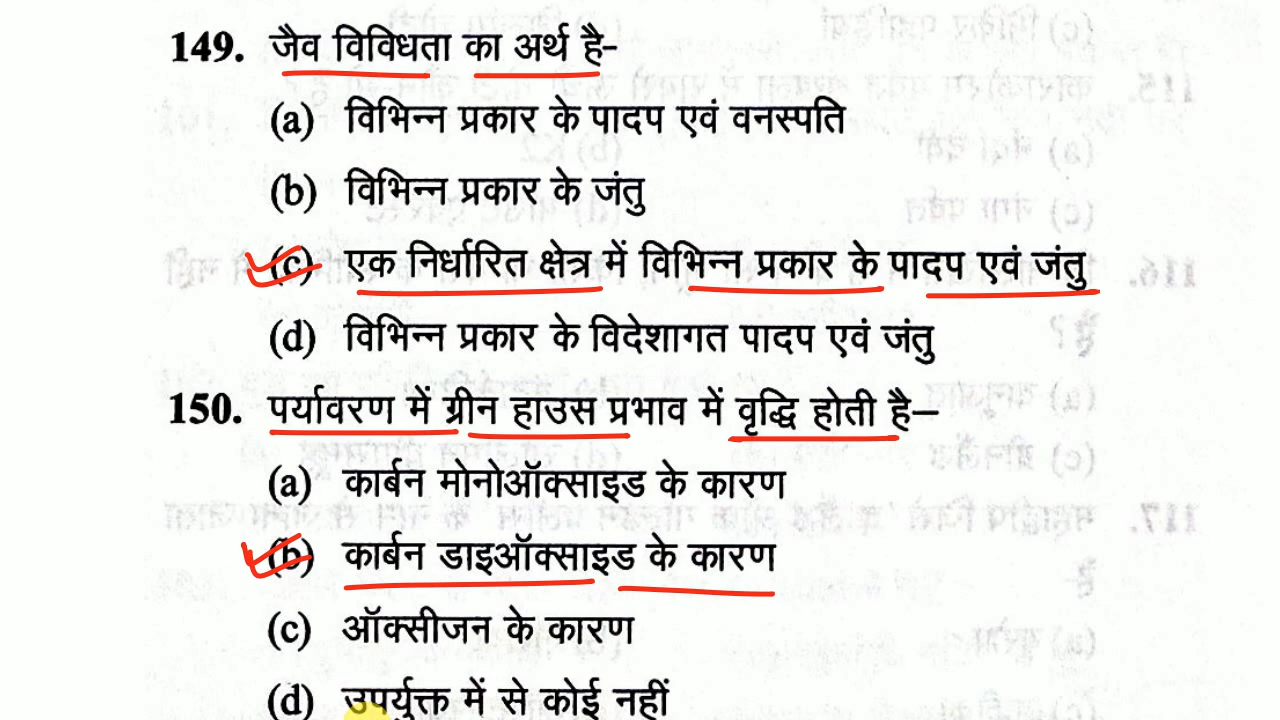 149. जैव विविधता का अर्थ है-
(a) विभिन्न प्रकार के पादप एवं वनस्पति
(b) विभिन्न प्रकार के जंतु
(c) एक निर्धारित क्षेत्र में विभिन्न प्रकार के पादप एवं जंतु
(d) विभिन्न प्रकार के विदेशागत पादप एवं जंतु
150. पर्यावरण में ग्रीन हाउस प्रभाव में वृद्धि होती है–
(a) कार्बन मोनोऑक्साइड के कारण
(b) कार्बन डाइऑक्साइड के कारण
(c) ऑक्सीजन के कारण
(d) उपर्युक्त में से कोई नहीं